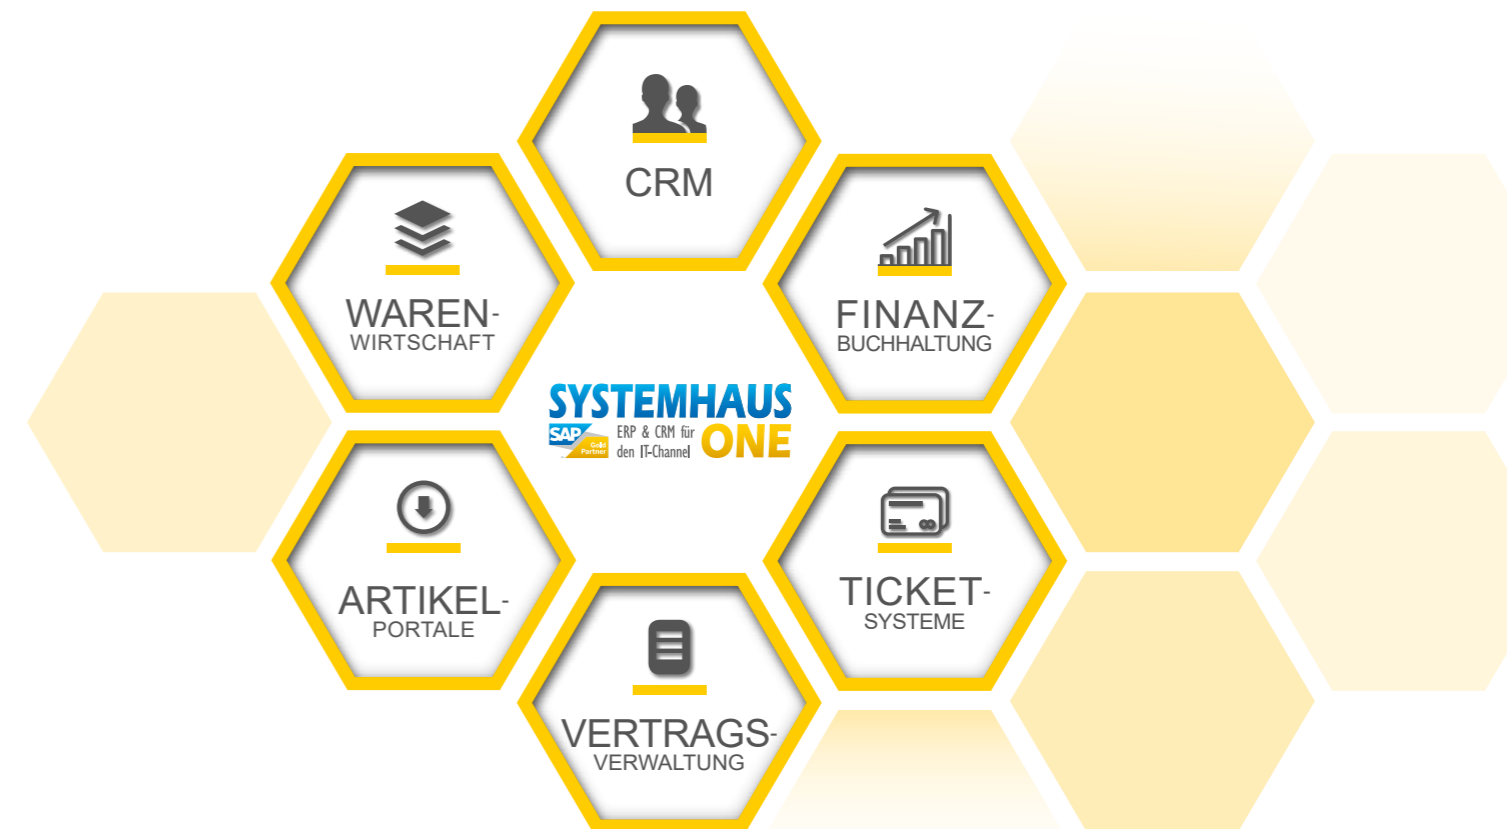 CRM
WAREN-
WIRTSCHAFT
FINANZ-
BUCHHALTUNG
SYSTEMHAUS
SAP
Gold
Partner
ERP & CRM für
den IT-Channel
ONE
ARTIKEL-
PORTALE
TICKET-
SYSTEME
VERTRAGS-
VERWALTUNG